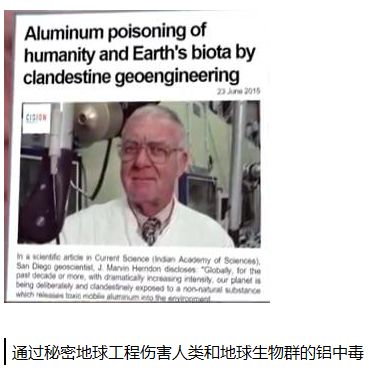 Aluminum poisoning of
humanity and Earth's biota by
clandestine geoengineering
23 June 2015
CISION
In a scientific article in Current Science (Indian Academy of Sciences),
San Diego geoscientist, J. Marvin Herndon discloses: "Globally, for the
past decade or more, with dramatically increasing intensity, our planet is
being deliberately and clandestinely exposed to a non-natural substance
which releases toxic mobile aluminum into the environment
通过秘密地球工程伤害人类和地球生物群的铝中毒